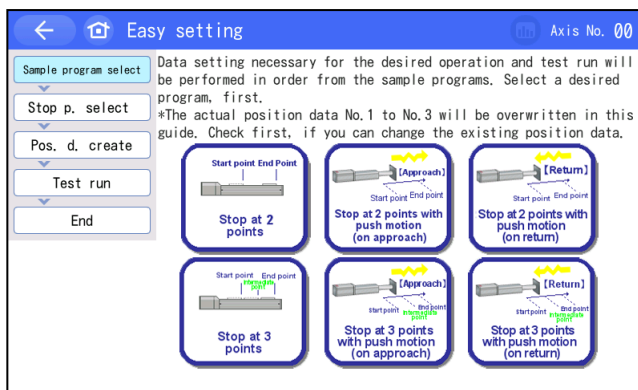 Easy setting
Axis No. 00
Sample program select
Stop p. select
Pos. d. create
Test run
End
Data setting necessary for the desired operation and test run will
be performed in order from the sample programs. Select a desired
program, first.
*The actual position data No.1 to No.3 will be overwritten in this
guide. Check first, if you can change the existing position data.
Start point End Point
Stop at 2
points
[Approach]
Start point End point
Stop at 2 points with
push motion
(on approach)
[Return]
Start point End point
Stop at 2 points with
push motion
(on return)
Start point End point
Intermediate
point
Stop at 3
points
[Approach]
Start point End point
Intermediate
point
Stop at 3 points
with push motion
(on approach)
[Return]
Start point End point
Intermediate
point
Stop at 3 points
with push motion
(on return)